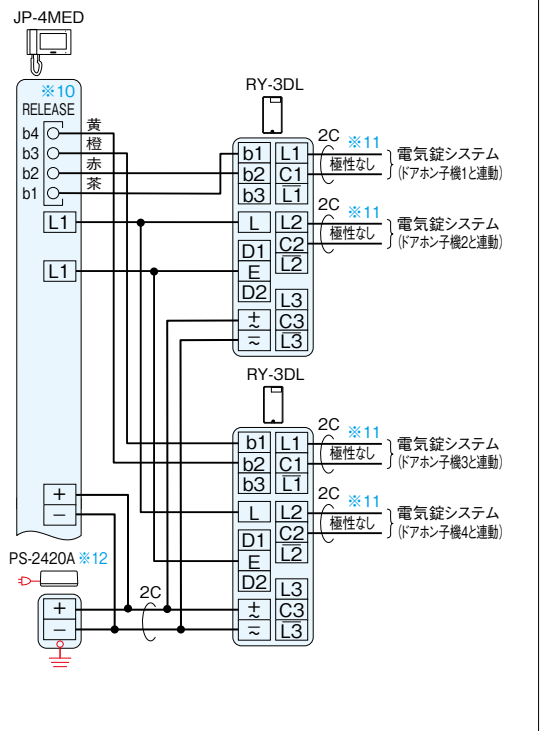 JP-4MED
※10
RELEASE
b4
黄
b3
橙
b2
赤
b1
茶
L1
L1
+
−
PS-2420A ※12
+
−
2C
RY-3DL
b1
b2
b3
L
D1
E
D2
±
~
~
L1
C1
L1
L2
C2
L2
L3
C3
L3
2C ※11
極性なし
電気錠システム
(ドアホン子機1と連動)
2C ※11
極性なし
電気錠システム
(ドアホン子機2と連動)
RY-3DL
b1
b2
b3
L
D1
E
D2
±
~
~
L1
C1
L1
L2
C2
L2
L3
C3
L3
2C ※11
極性なし
電気錠システム
(ドアホン子機3と連動)
2C ※11
極性なし
電気錠システム
(ドアホン子機4と連動)